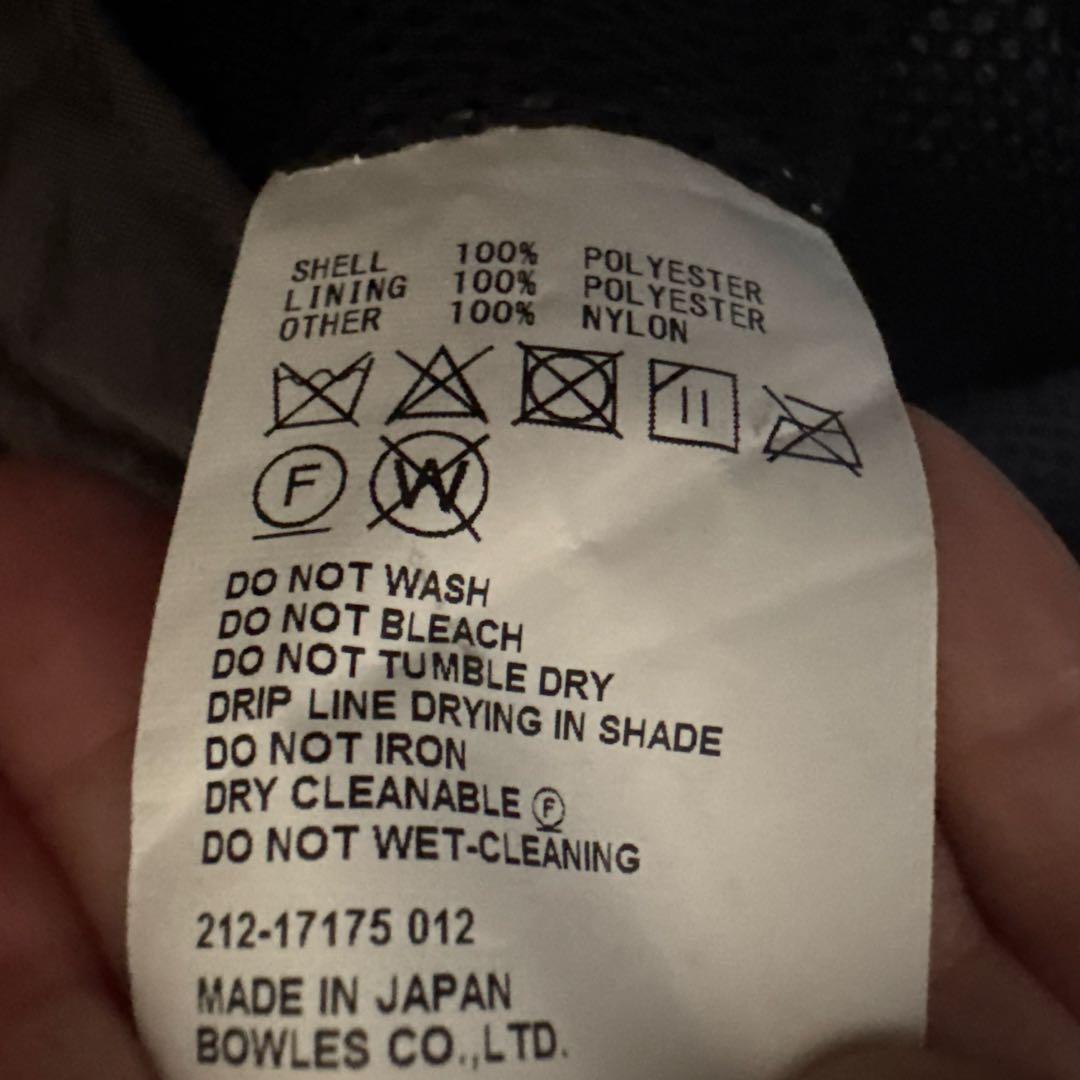 SHELL 100% POLYESTER
LINING 100% POLYESTER
OTHER 100% NYLON
F W
DO NOT WASH
DO NOT BLEACH
DO NOT TUMBLE DRY
DRIP LINE DRYING IN SHADE
DO NOT IRON
DRY CLEANABLE Ⓕ
DO NOT WET-CLEANING
212-17175 012
MADE IN JAPAN
BOWLES CO.,LTD.